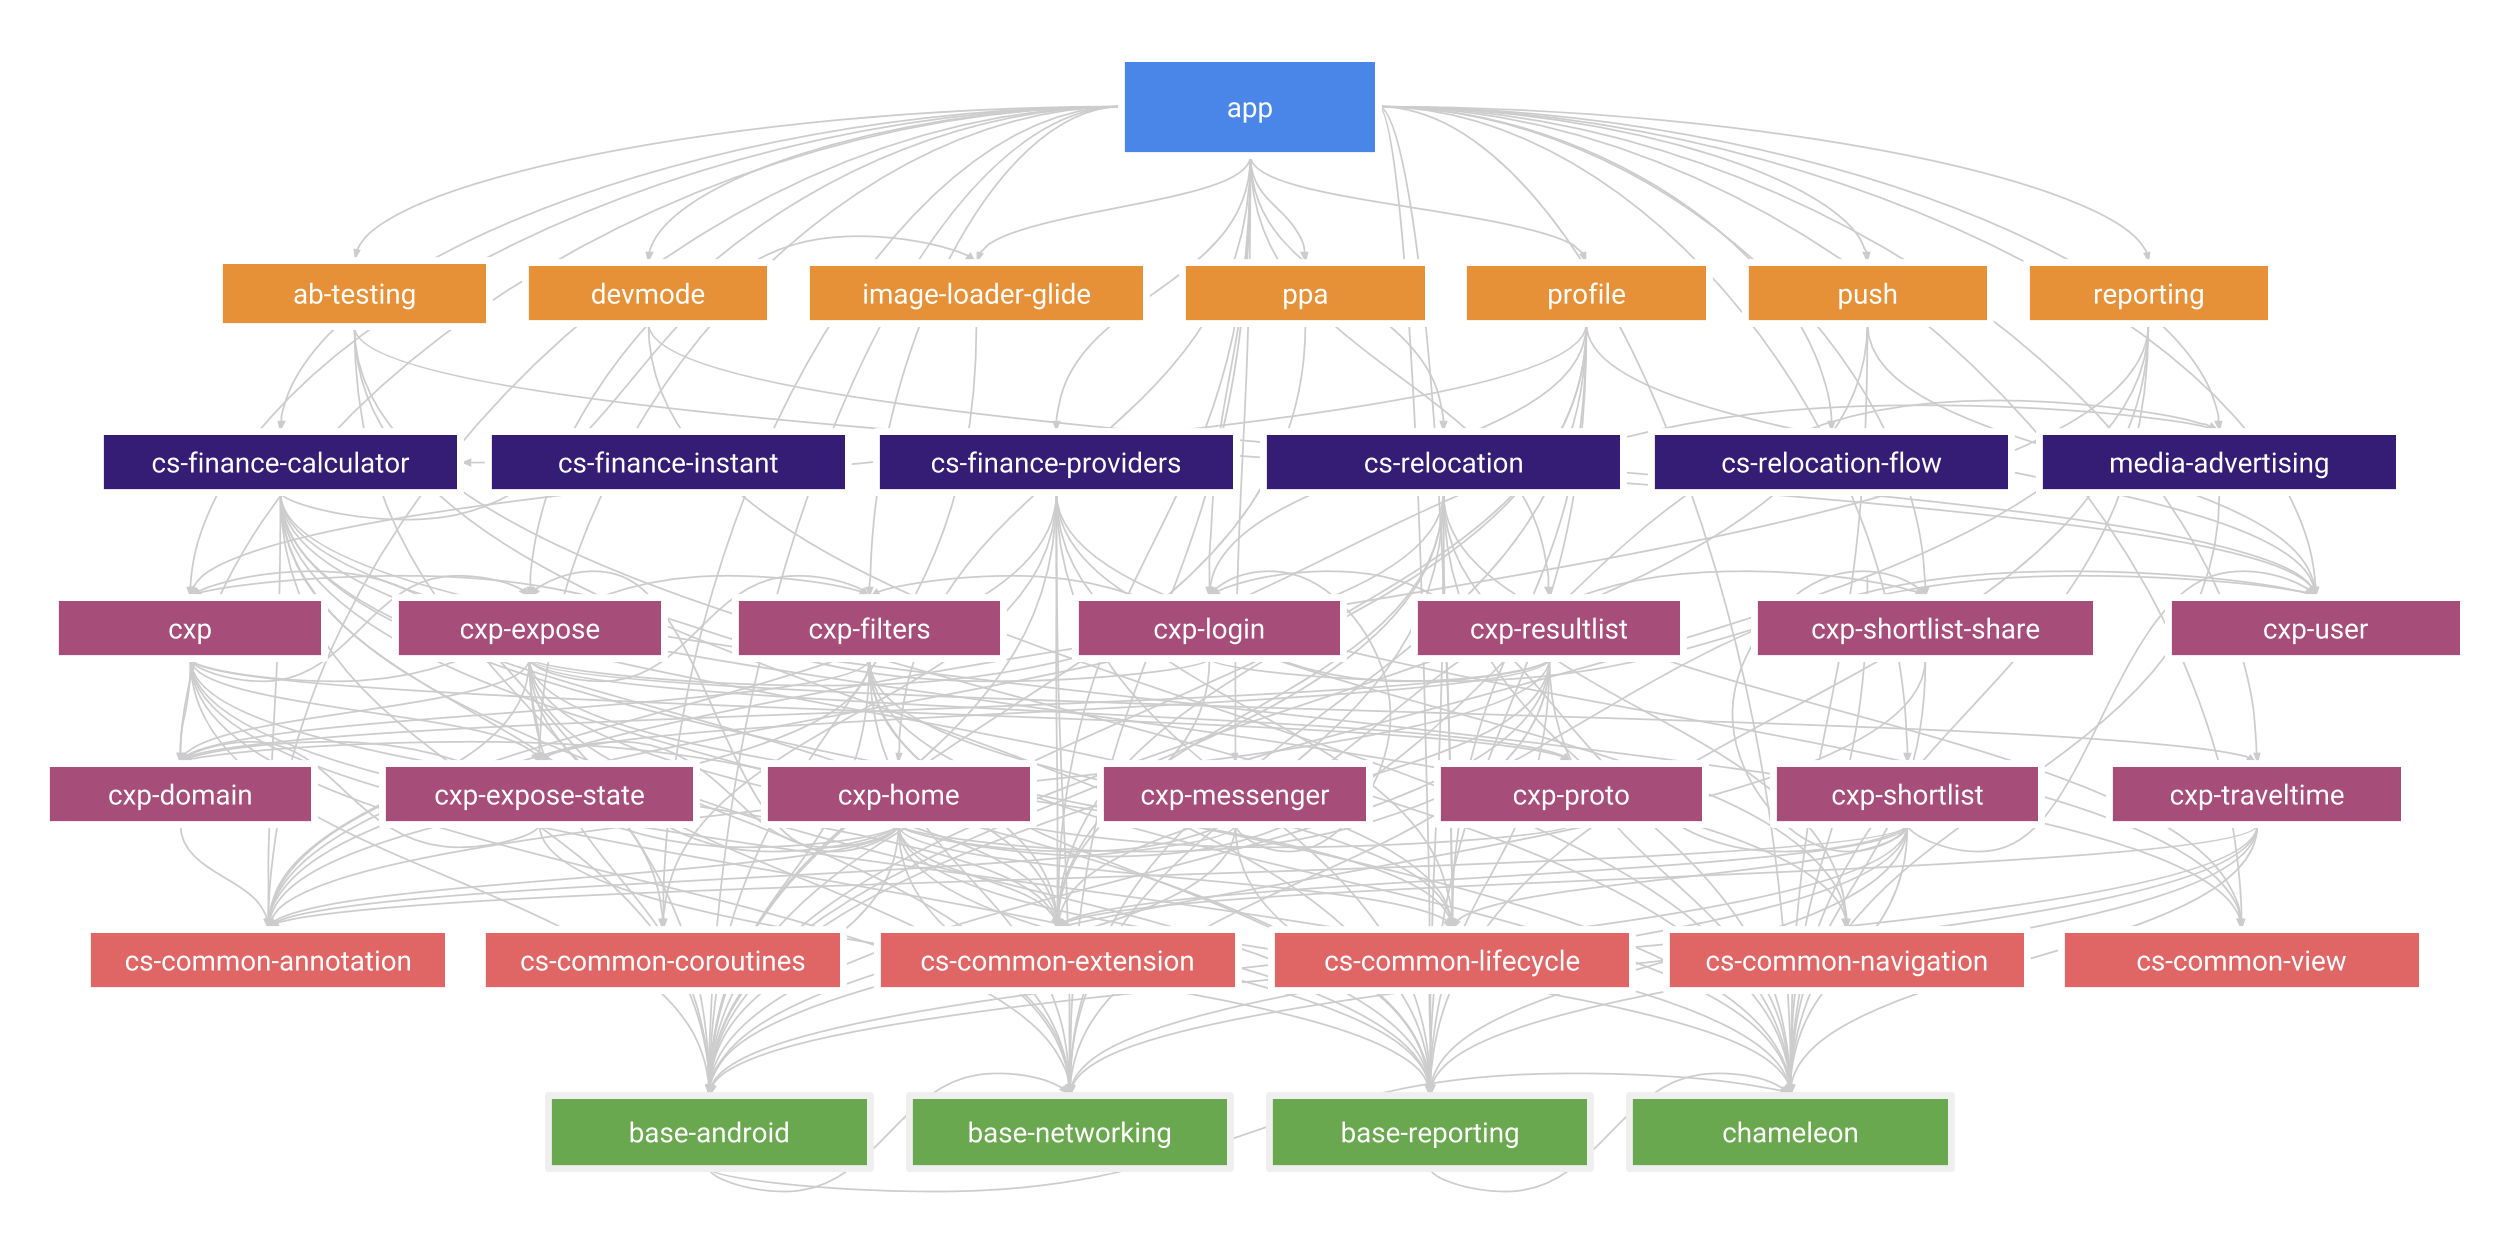 app
ab-testing
devmode
image-loader-glide
ppa
profile
push
reporting
cs-finance-calculator
cs-finance-instant
cs-finance-providers
cs-relocation
cs-relocation-flow
media-advertising
cxp
cxp-expose
cxp-filters
cxp-login
cxp-resultlist
cxp-shortlist-share
cxp-user
cxp-domain
cxp-expose-state
cxp-home
cxp-messenger
cxp-proto
cxp-shortlist
cxp-traveltime
cs-common-annotation
cs-common-coroutines
cs-common-extension
cs-common-lifecycle
cs-common-navigation
cs-common-view
base-android
base-networking
base-reporting
chameleon